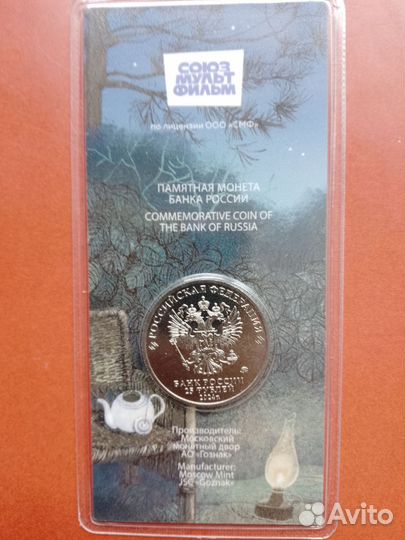 СОЮЗ
МУЛЬТ
ФИЛЬМ
по лицензии ООО «СМФ»
ПАМЯТНАЯ МОНЕТА
БАНКА РОССИИ
COMMEMORATIVE COIN OF
THE BANK OF RUSSIA
РОССИЙСКАЯ ФЕДЕРАЦИЯ
БАНК РОССИИ
25 РУБЛЕЙ
2024 г.
Производитель:
Московский
монетный двор
АО «Гознак»
Manufacturer:
Moscow Mint
JSC «Goznak»
Avito